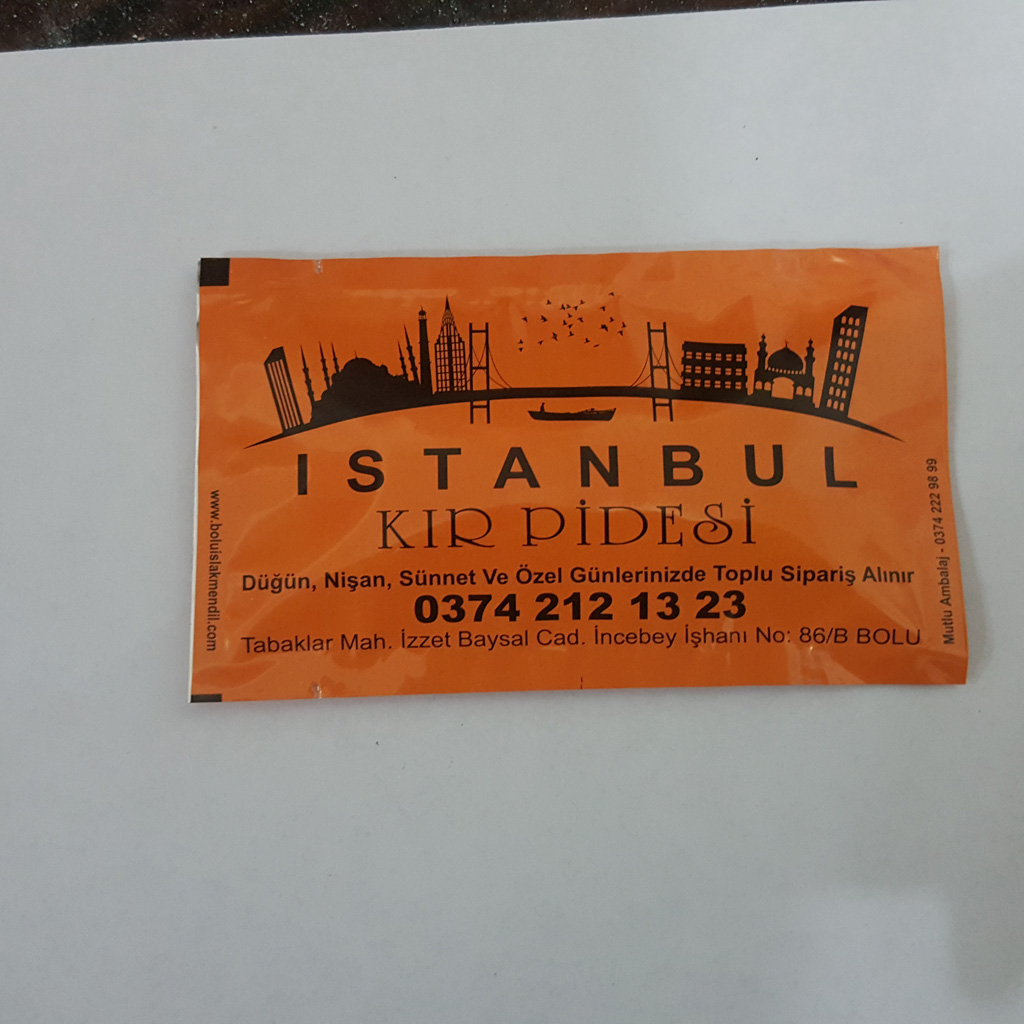 ISTANBUL
KIR PİDESİ
Düğün, Nişan, Sünnet Ve Özel Günlerinizde Toplu Sipariş Alınır
0374 212 13 23
Tabaklar Mah. İzzet Baysal Cad. İncebey İşhanı No: 86/B BOLU
www.boluislakmendil.com
Mutlu Ambalaj - 0374 222 98 99